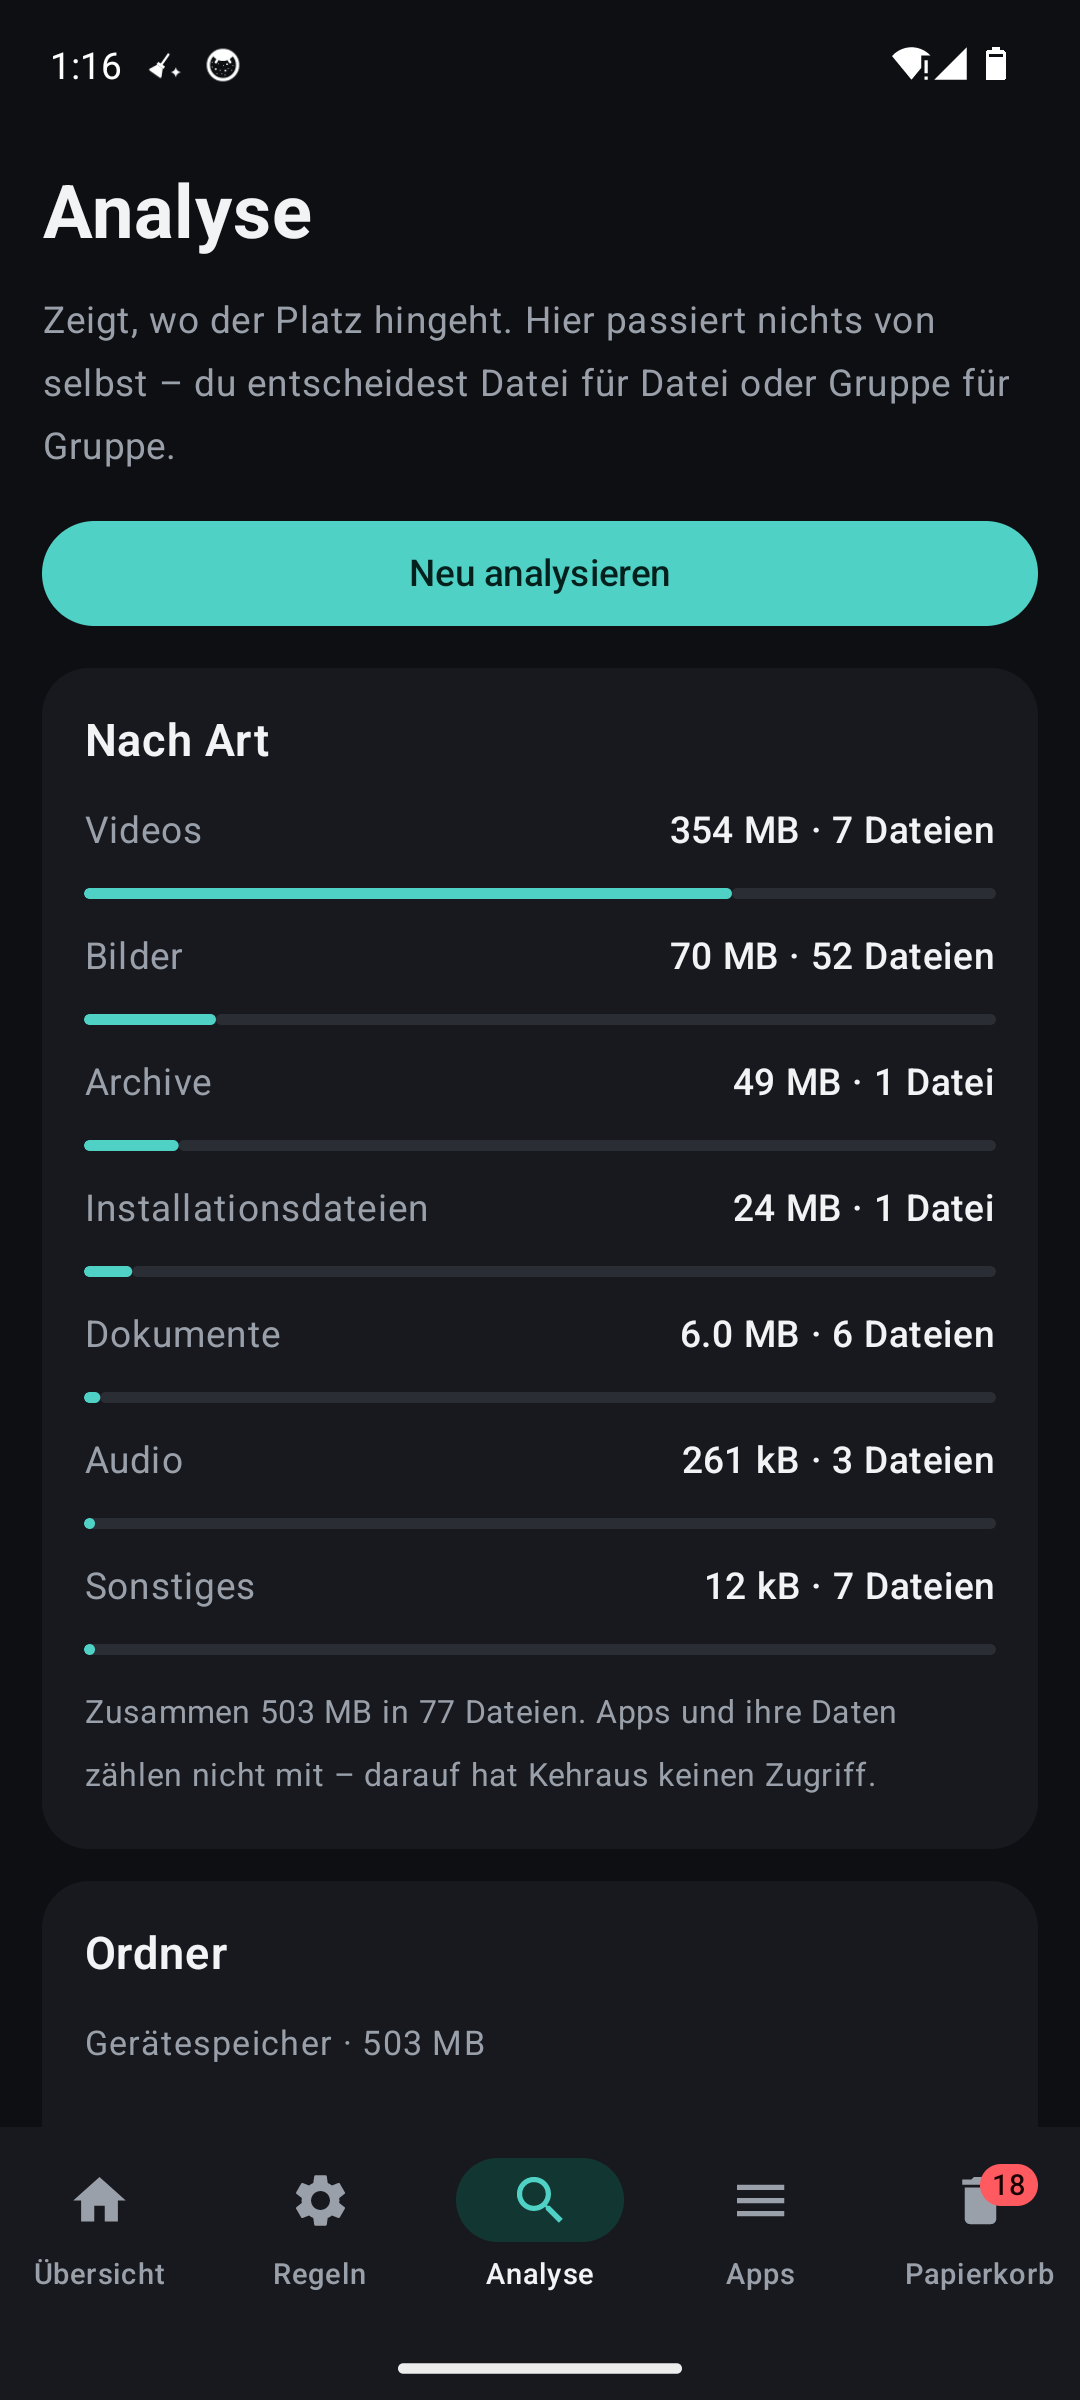 1:16
Analyse
Zeigt, wo der Platz hingeht. Hier passiert nichts von
selbst – du entscheidest Datei für Datei oder Gruppe für
Gruppe.
Neu analysieren
Nach Art
Videos 354 MB · 7 Dateien
Bilder 70 MB · 52 Dateien
Archive 49 MB · 1 Datei
Installationsdateien 24 MB · 1 Datei
Dokumente 6.0 MB · 6 Dateien
Audio 261 kB · 3 Dateien
Sonstiges 12 kB · 7 Dateien
Zusammen 503 MB in 77 Dateien. Apps und ihre Daten
zählen nicht mit – darauf hat Kehraus keinen Zugriff.
Ordner
Gerätespeicher · 503 MB
18
Übersicht Regeln Analyse Apps Papierkorb